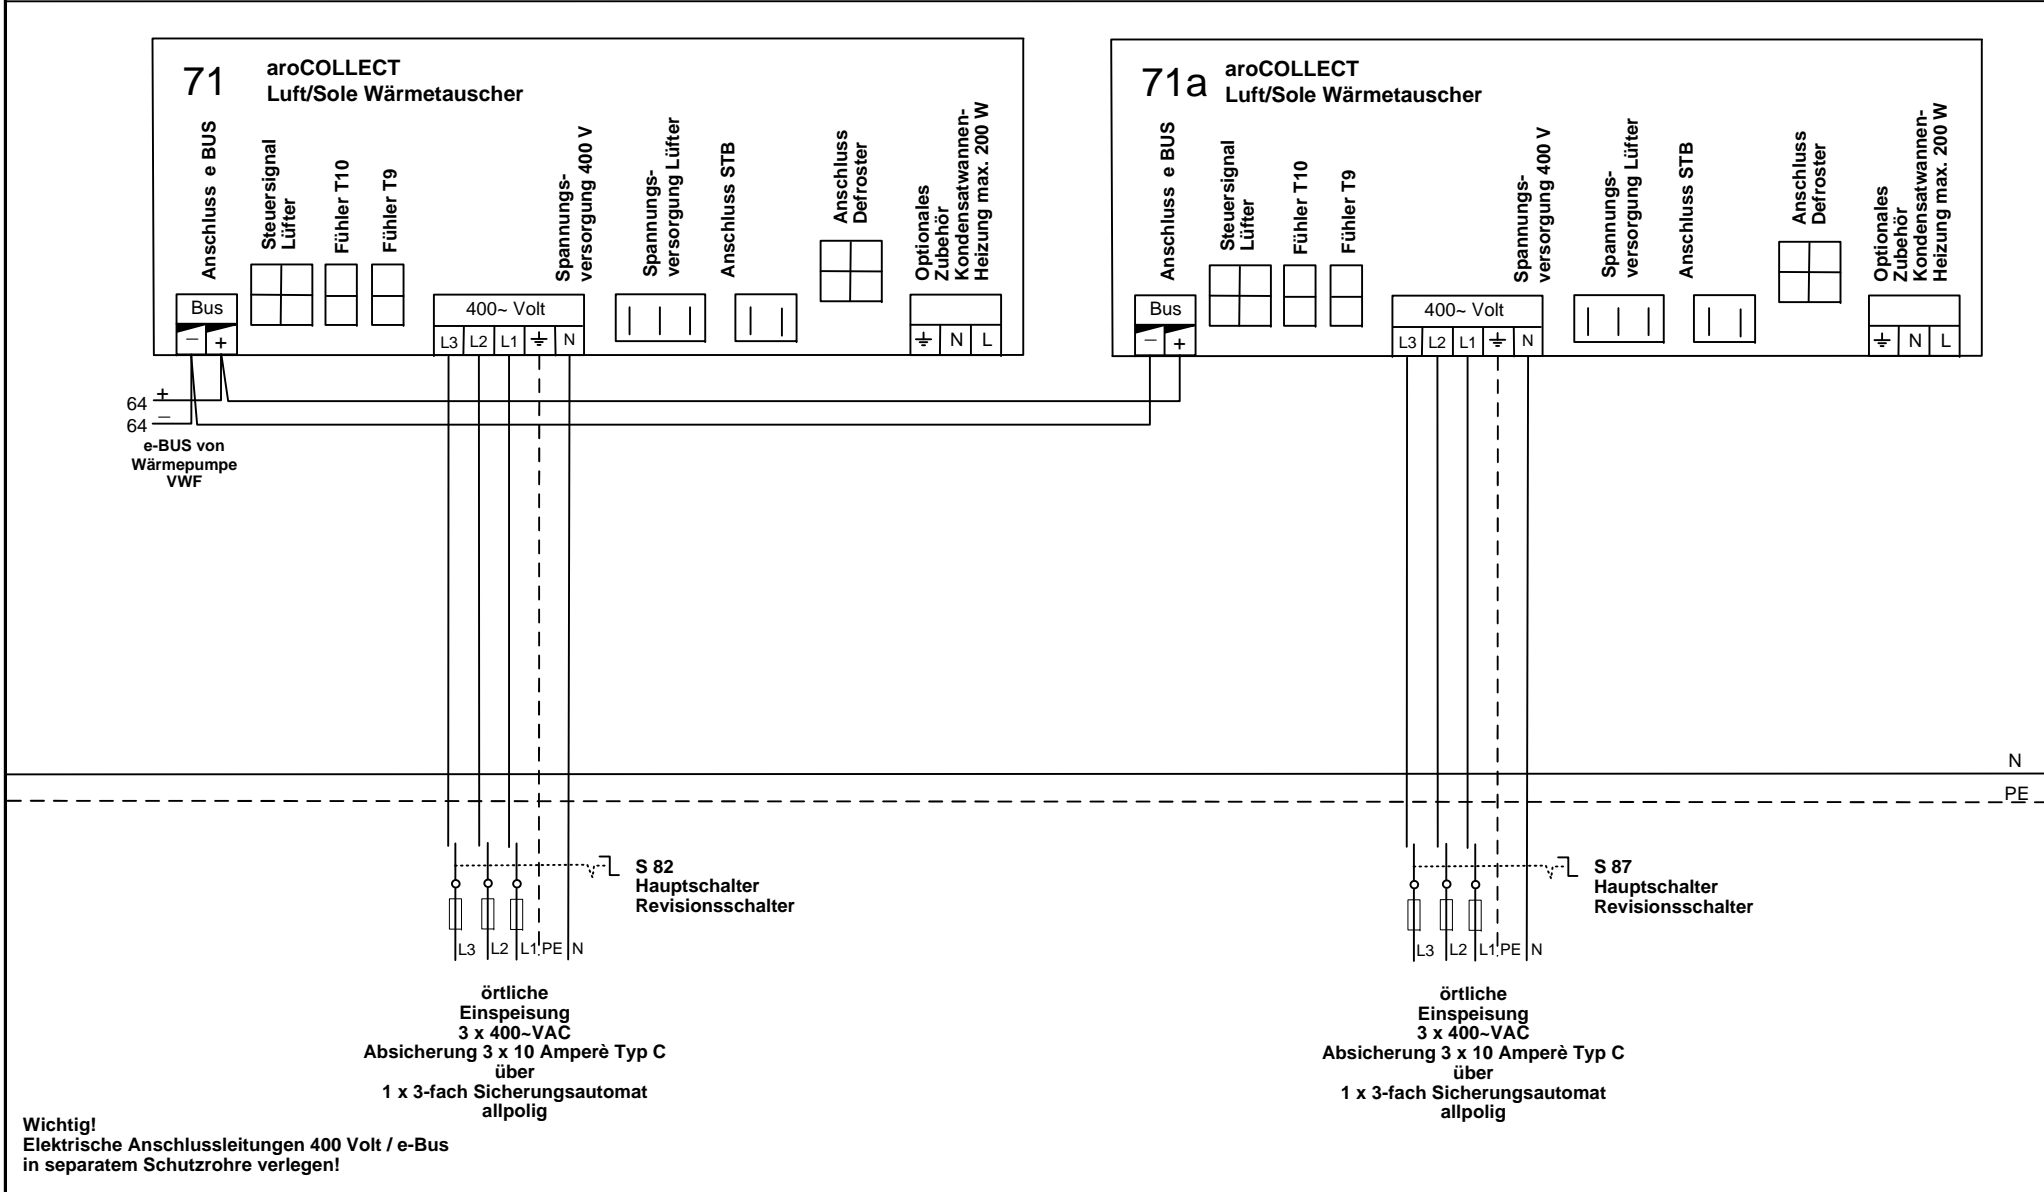 71
aroCOLLECT
Luft/Sole Wärmetauscher
Anschluss e BUS
Steuersignal
Lüfter
Fühler T10
Fühler T9
Spannungs-
versorgung 400 V
Spannungs-
versorgung Lüfter
Anschluss STB
Anschluss
Defroster
Optionales
Zubehör
Kondensatwannen-
Heizung max. 200 W
Bus
− +
400~ Volt
L3 L2 L1 ⏚ N
⏚ N L
71a
aroCOLLECT
Luft/Sole Wärmetauscher
Anschluss e BUS
Steuersignal
Lüfter
Fühler T10
Fühler T9
Spannungs-
versorgung 400 V
Spannungs-
versorgung Lüfter
Anschluss STB
Anschluss
Defroster
Optionales
Zubehör
Kondensatwannen-
Heizung max. 200 W
Bus
− +
400~ Volt
L3 L2 L1 ⏚ N
⏚ N L
64 +
64 −
e-BUS von
Wärmepumpe
VWF
N
PE
S 82
Hauptschalter
Revisionsschalter
L3 L2 L1 PE N
örtliche
Einspeisung
3 x 400~VAC
Absicherung 3 x 10 Amperè Typ C
über
1 x 3-fach Sicherungsautomat
allpolig
S 87
Hauptschalter
Revisionsschalter
L3 L2 L1 PE N
örtliche
Einspeisung
3 x 400~VAC
Absicherung 3 x 10 Amperè Typ C
über
1 x 3-fach Sicherungsautomat
allpolig
Wichtig!
Elektrische Anschlussleitungen 400 Volt / e-Bus
in separatem Schutzrohre verlegen!